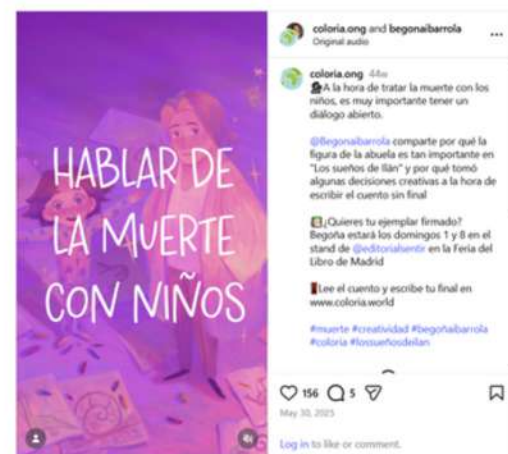 HABLAR DE
LA MUERTE
CON NIÑOS
coloria.ong and begonaibarrola
Original audio
coloria.ong 44w
A la hora de tratar la muerte con los
niños, es muy importante tener un
diálogo abierto.
@Begonaibarrola comparte por qué la
figura de la abuela es tan importante en
"Los sueños de Ilán" y por qué tomó
algunas decisiones creativas a la hora de
escribir el cuento sin final
¿Quieres tu ejemplar firmado?
Begoña estará los domingos 1 y 8 en el
stand de @editorialsentir en la Feria del
Libro de Madrid
Lee el cuento y escribe tu final en
www.coloria.world
#muerte #creatividad #begoñaibarrola
#coloria #lossueñosdeilan
156 5
May 30, 2025
Log in to like or comment.